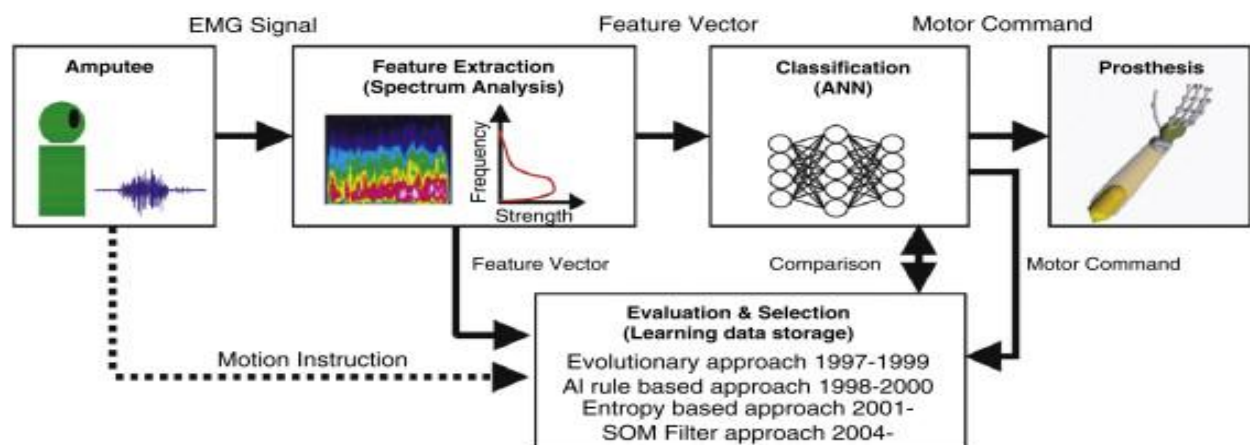 EMG Signal
Feature Vector
Motor Command
Amputee
Feature Extraction
(Spectrum Analysis)
Frequency
Strength
Classification
(ANN)
Prosthesis
Feature Vector
Comparison
Motor Command
Motion Instruction
Evaluation & Selection
(Learning data storage)
Evolutionary approach 1997-1999
AI rule based approach 1998-2000
Entropy based approach 2001-
SOM Filter approach 2004-